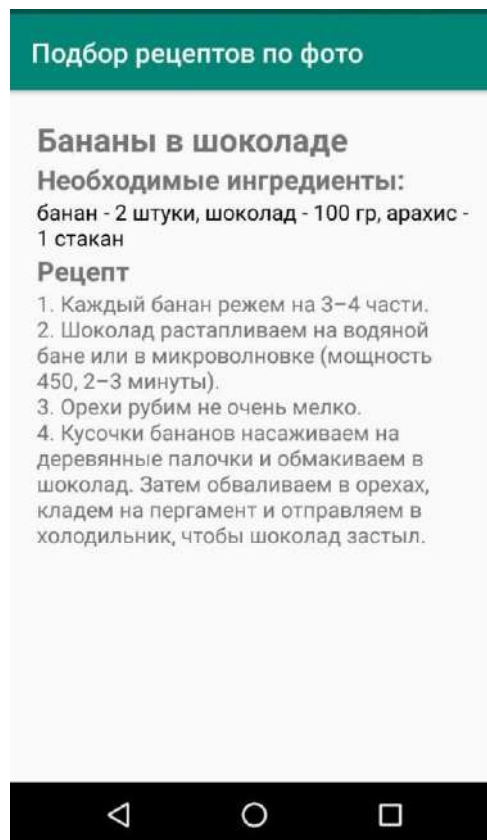 Подбор рецептов по фото
Бананы в шоколаде
Необходимые ингредиенты:
банан - 2 штуки, шоколад - 100 гр, арахис -
1 стакан
Рецепт
1. Каждый банан режем на 3–4 части.
2. Шоколад растапливаем на водяной
бане или в микроволновке (мощность
450, 2–3 минуты).
3. Орехи рубим не очень мелко.
4. Кусочки бананов насаживаем на
деревянные палочки и обмакиваем в
шоколад. Затем обваливаем в орехах,
кладем на пергамент и отправляем в
холодильник, чтобы шоколад застыл.